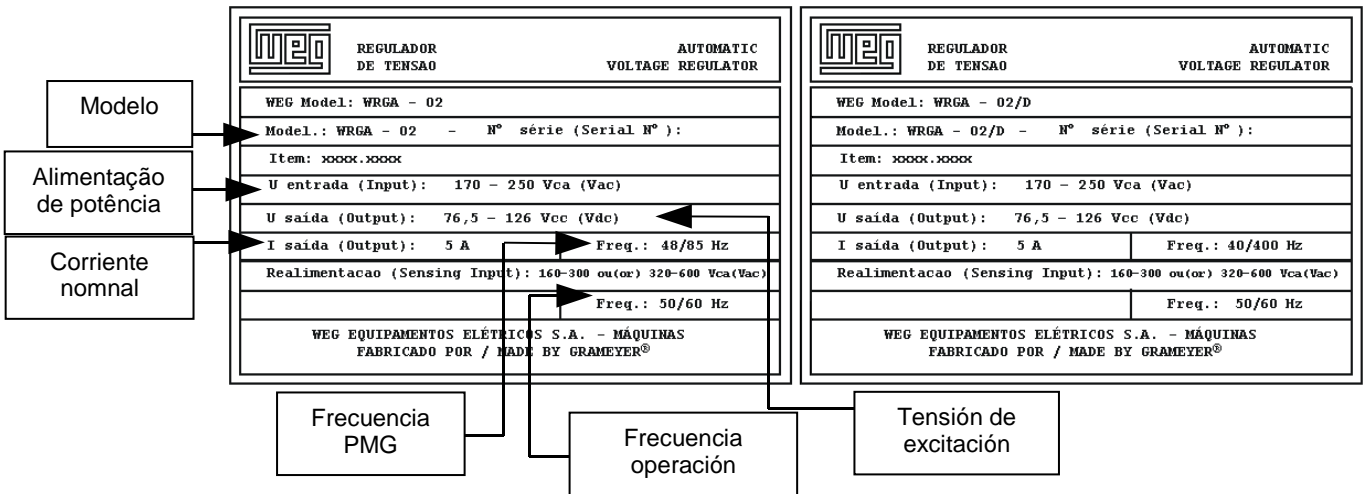 weg
REGULADOR
DE TENSAO
AUTOMATIC
VOLTAGE REGULATOR
WEG Model: WRGA - 02
Model.: WRGA - 02 - Nº série (Serial Nº ):
Item: xxxx.xxxx
U entrada (Input): 170 - 250 Vca (Vac)
U saída (Output): 76,5 - 126 Vcc (Vdc)
I saída (Output): 5 A Freq.: 48/85 Hz
Realimentacao (Sensing Input): 160-300 ou(or) 320-600 Vca(Vac)
Freq.: 50/60 Hz
WEG EQUIPAMENTOS ELÉTRICOS S.A. - MÁQUINAS
FABRICADO POR / MADE BY GRAMEYER®
weg
REGULADOR
DE TENSAO
AUTOMATIC
VOLTAGE REGULATOR
WEG Model: WRGA - 02/D
Model.: WRGA - 02/D - Nº série (Serial Nº ):
Item: xxxx.xxxx
U entrada (Input): 170 - 250 Vca (Vac)
U saída (Output): 76,5 - 126 Vcc (Vdc)
I saída (Output): 5 A Freq.: 40/400 Hz
Realimentacao (Sensing Input): 160-300 ou(or) 320-600 Vca(Vac)
Freq.: 50/60 Hz
WEG EQUIPAMENTOS ELÉTRICOS S.A. - MÁQUINAS
FABRICADO POR / MADE BY GRAMEYER®
Modelo
Alimentação
de potência
Corriente
nomnal
Frecuencia
PMG
Frecuencia
operación
Tensión de
excitación